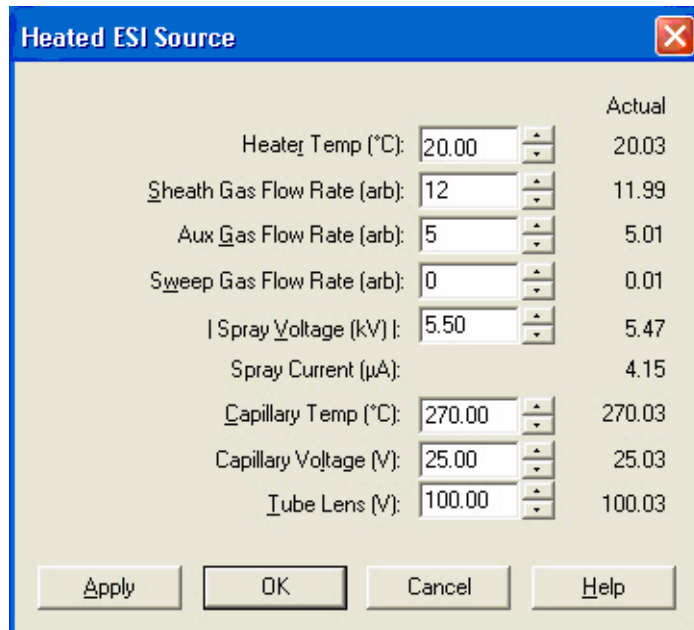 Heated ESI Source
Actual
Heater Temp (°C): 20.00 20.03
Sheath Gas Flow Rate (arb): 12 11.99
Aux Gas Flow Rate (arb): 5 5.01
Sweep Gas Flow Rate (arb): 0 0.01
| Spray Voltage (kV) |: 5.50 5.47
Spray Current (µA): 4.15
Capillary Temp (°C): 270.00 270.03
Capillary Voltage (V): 25.00 25.03
Tube Lens (V): 100.00 100.03
Apply OK Cancel Help